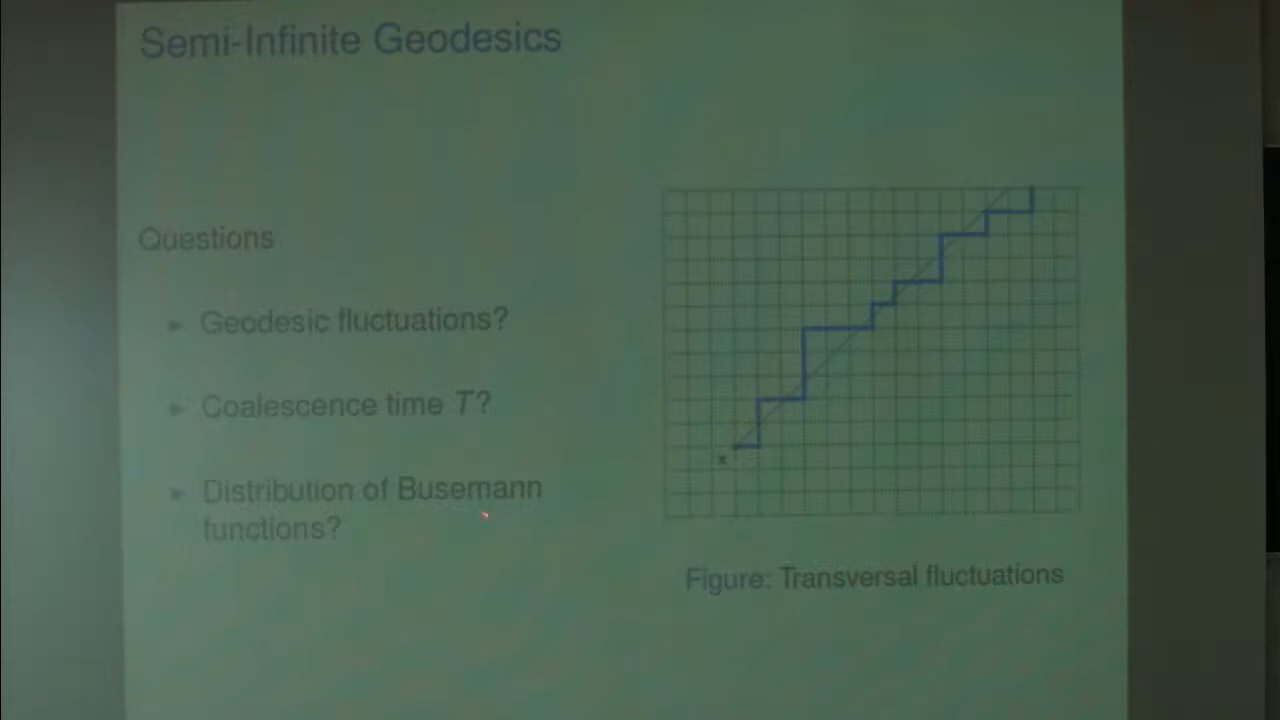 Semi-Infinite Geodesics
Questions
Geodesic fluctuations?
Coalescence time T?
Distribution of Busemann
functions?
x
Figure: Transversal fluctuations